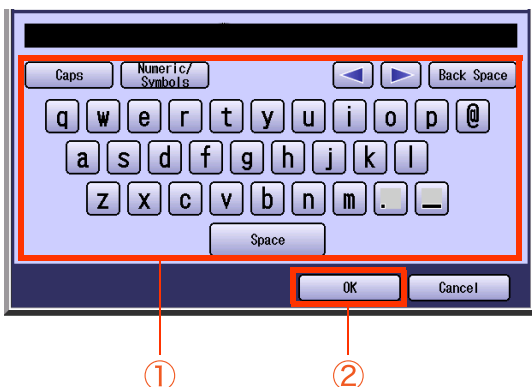 Caps Numeric/ Symbols Back Space
q w e r t y u i o p @
a s d f g h j k l
z x c v b n m . _
Space
OK Cancel
① ②